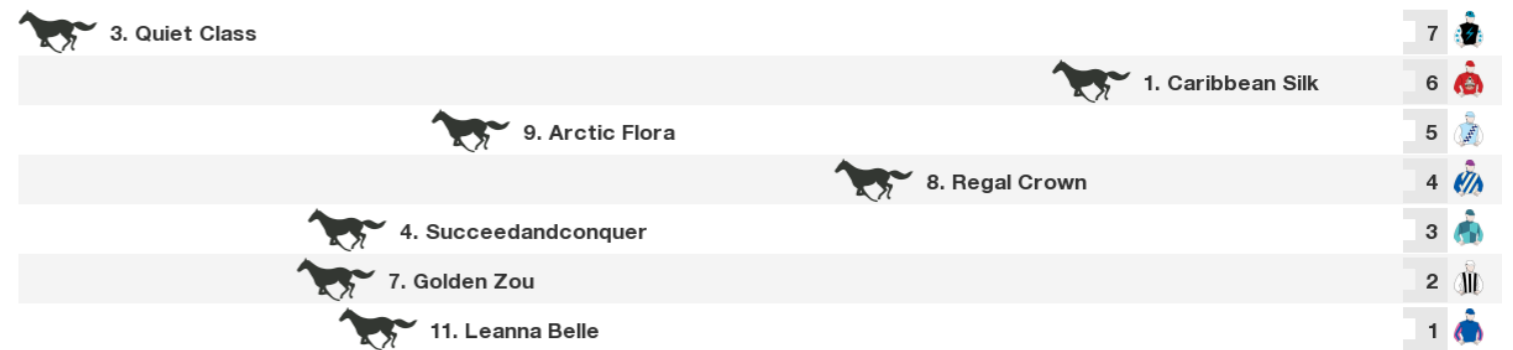 3. Quiet Class 7
1. Caribbean Silk 6
9. Arctic Flora 5
8. Regal Crown 4
4. Succeedandconquer 3
7. Golden Zou 2
11. Leanna Belle 1